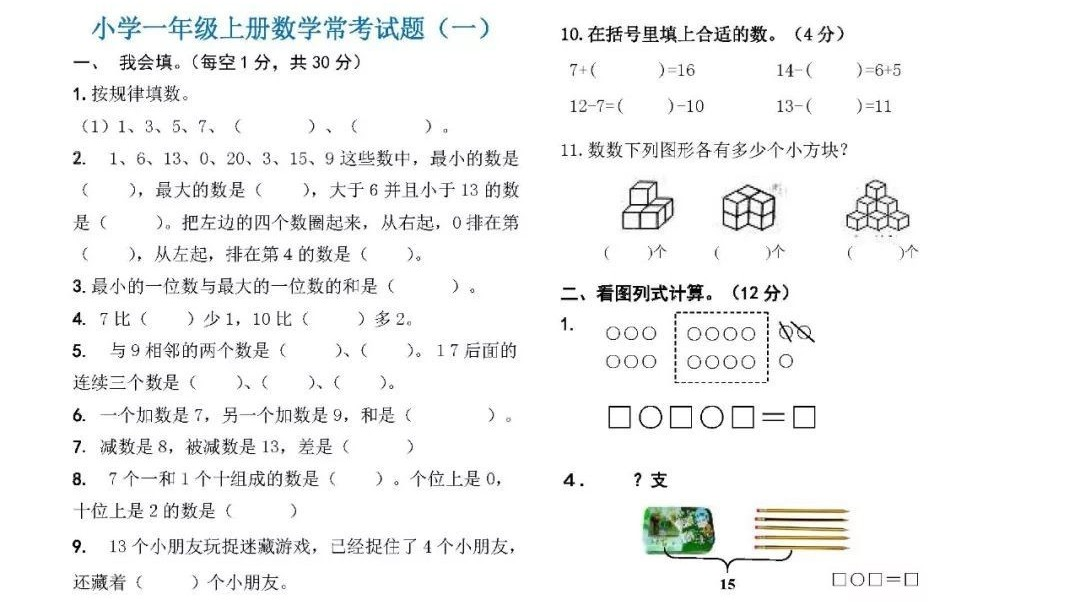 小学一年级上册数学常考试题（一）
一、 我会填。（每空1分，共30分）
1.按规律填数。
（1）1、3、5、7、（ ）、（ ）。
2. 1、6、13、0、20、3、15、9这些数中，最小的数是
（ ），最大的数是（ ），大于6并且小于13的数
是（ ）。把左边的四个数圈起来，从右起，0排在第
（ ），从左起，排在第4的数是（ ）。
3.最小的一位数与最大的一位数的和是（ ）。
4. 7比（ ）少1，10比（ ）多2。
5. 与9相邻的两个数是（ ）、（ ）。17后面的
连续三个数是（ ）、（ ）、（ ）。
6. 一个加数是7，另一个加数是9，和是（ ）。
7. 减数是8，被减数是13，差是（ ）
8. 7个一和1个十组成的数是（ ）。个位上是0，
十位上是2的数是（ ）
9. 13个小朋友玩捉迷藏游戏，已经捉住了4个小朋友，
还藏着（ ）个小朋友。
10.在括号里填上合适的数。（4分）
7+( )=16 14-( )=6+5
12-7=( )-10 13-( )=11
11.数数下列图形各有多少个小方块？
( )个 ( )个 ( )个
二、看图列式计算。（12分）
1.
□○□○□=□
4. ？支
15
□○□=□